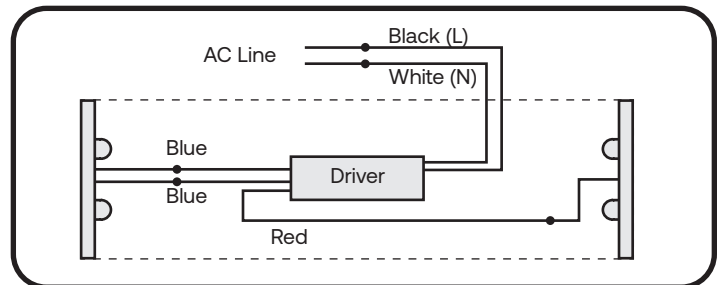 Black (L)
AC Line
White (N)
Blue
Driver
Blue
Red